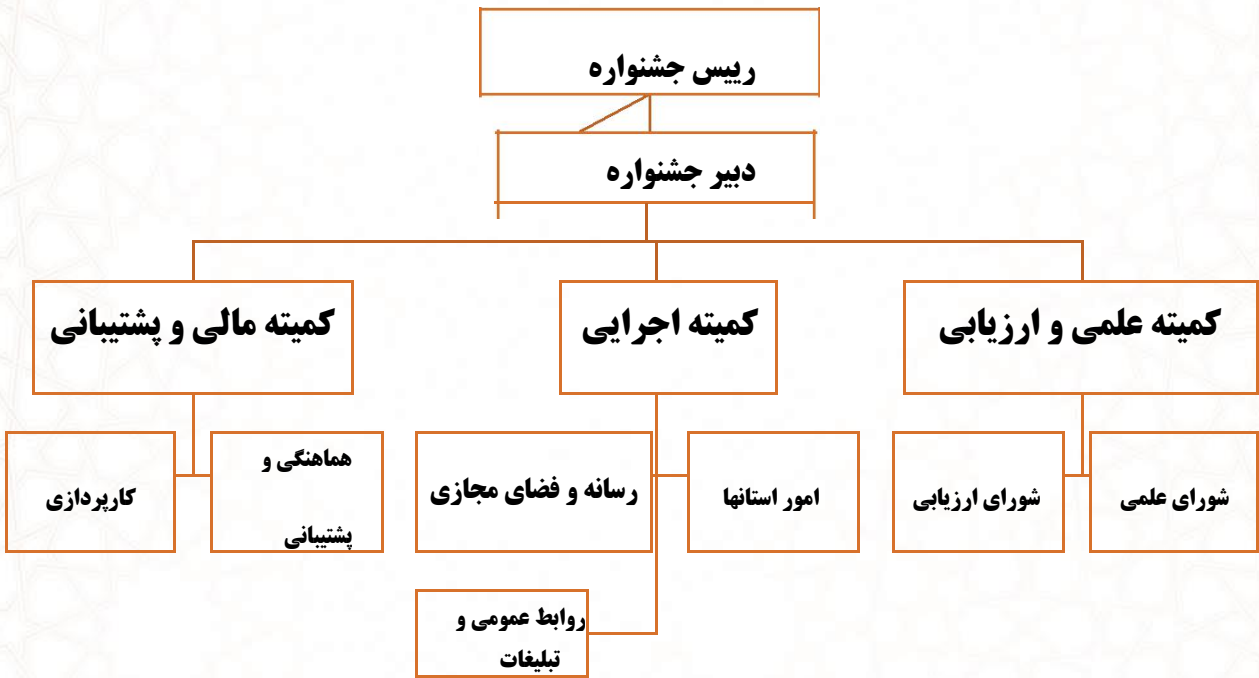 رییس جشنواره
دبیر جشنواره
کمیته علمی و ارزیابی
کمیته اجرایی
کمیته مالی و پشتیبانی
شورای علمی
شورای ارزیابی
امور استانها
رسانه و فضای مجازی
هماهنگی و
پشتیبانی
کارپردازی
روابط عمومی و
تبلیغات